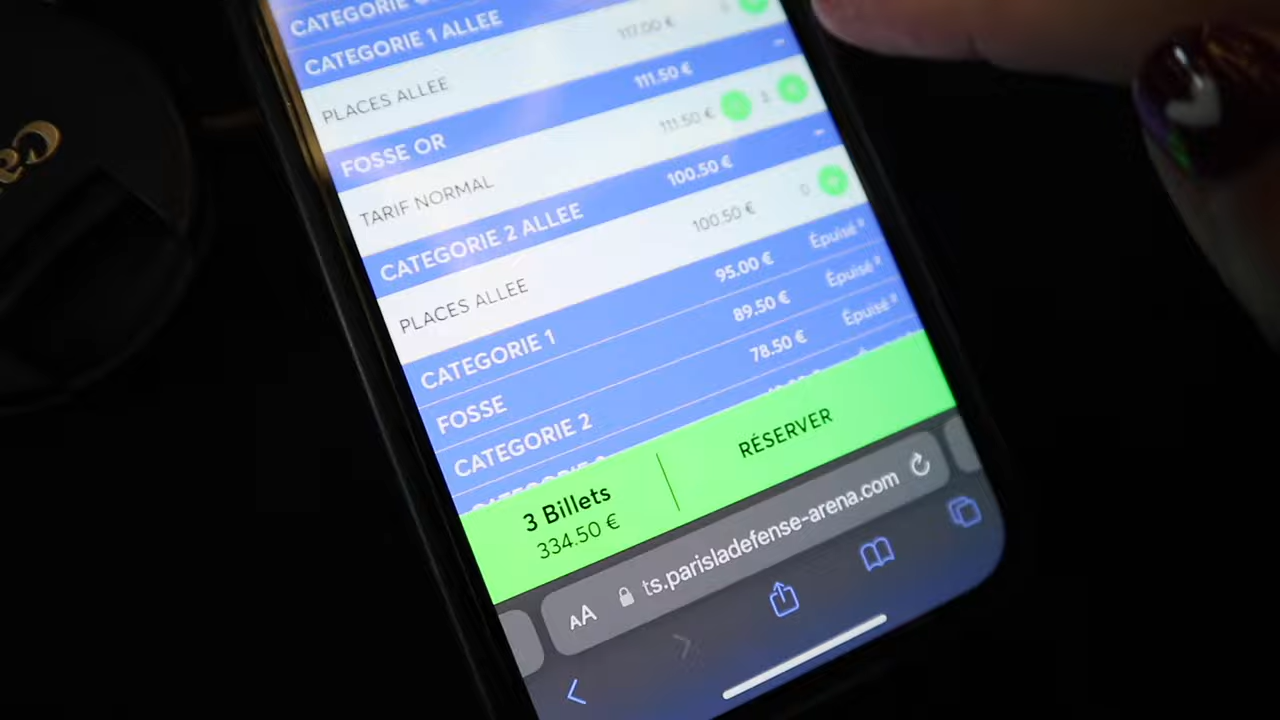 CATEGORIE
CATEGORIE 1 ALLEE
PLACES ALLEE 117.00 €
FOSSE OR 111.50 €
TARIF NORMAL 111.50 € 3
CATEGORIE 2 ALLEE 100.50 €
PLACES ALLEE 100.50 € 0
CATEGORIE 1 95.00 € Épuisé
FOSSE 89.50 € Épuisé
CATEGORIE 2 78.50 € Épuisé
3 Billets
334.50 €
RÉSERVER
AA ts.parisladefense-arena.com